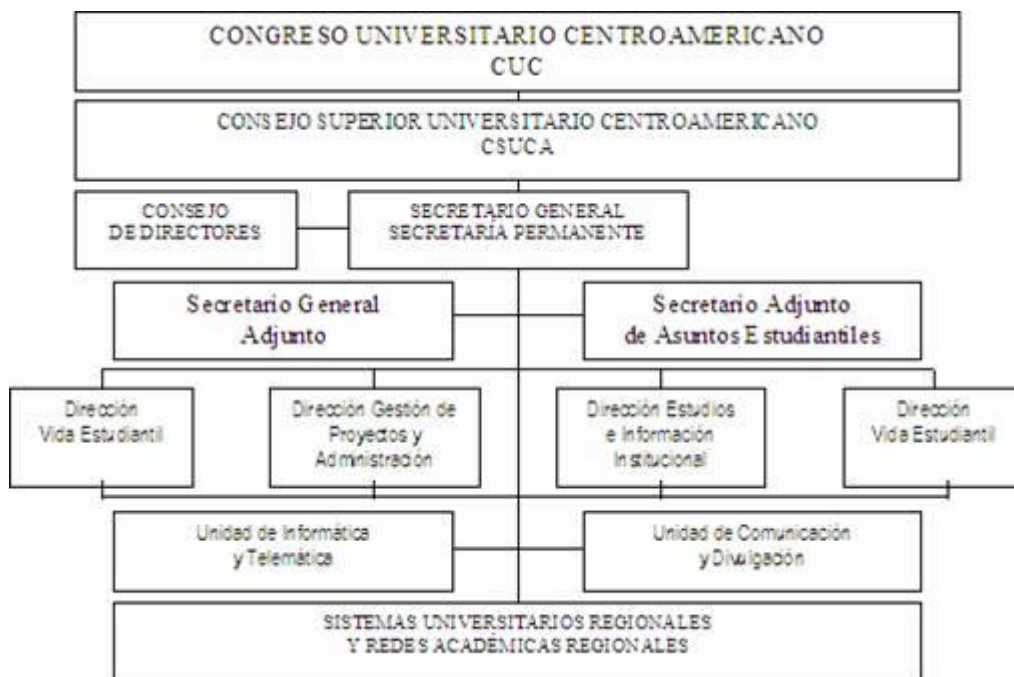 CONGRESO UNIVERSITARIO CENTROAMERICANO
CUC
CONSEJO SUPERIOR UNIVERSITARIO CENTROAMERICANO
CSUCA
CONSEJO
DE DIRECTORES
SECRETARIO GENERAL
SECRETARÍA PERMANENTE
Secretario General
Adjunto
Secretario Adjunto
de Asuntos Estudiantiles
Dirección
Vida Estudiantil
Dirección Gestión de
Proyectos y
Administración
Dirección Estudios
e Información
Institucional
Dirección
Vida Estudiantil
Unidad de Informática
y Telemática
Unidad de Comunicación
y Divulgación
SISTEMAS UNIVERSITARIOS REGIONALES
Y REDES ACADÉMICAS REGIONALES